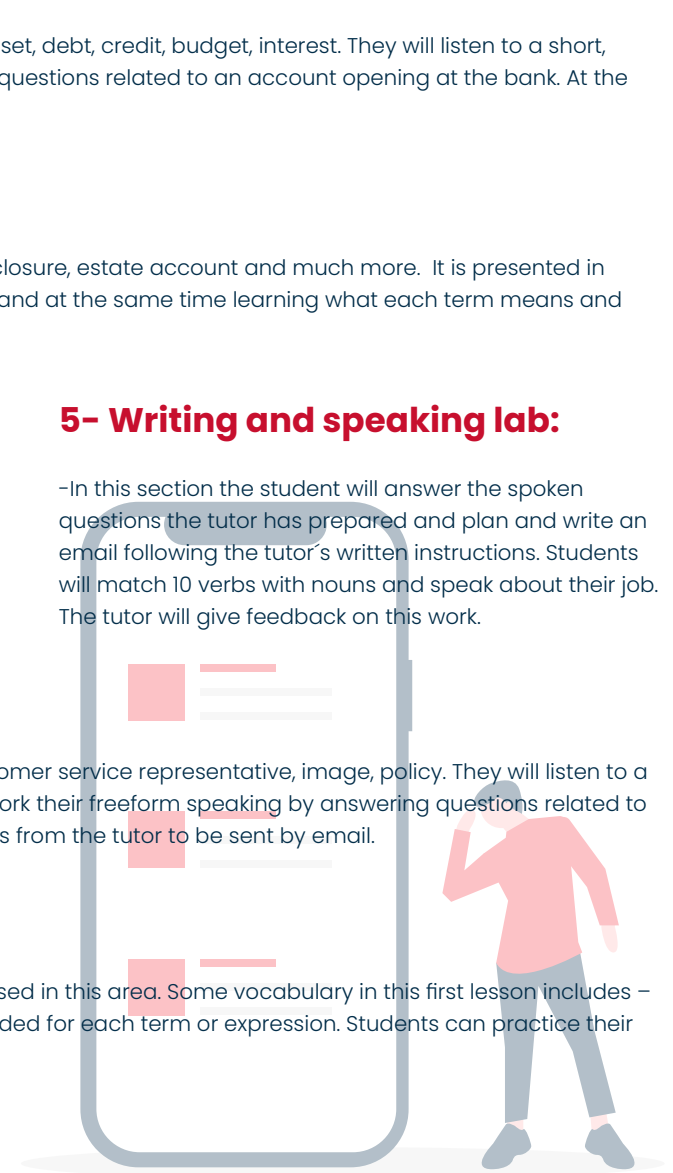 set, debt, credit, budget, interest. They will listen to a short,
questions related to an account opening at the bank. At the
closure, estate account and much more.  It is presented in
and at the same time learning what each term means and
5- Writing and speaking lab:
-In this section the student will answer the spoken
questions the tutor has prepared and plan and write an
email following the tutor´s written instructions. Students
will match 10 verbs with nouns and speak about their job.
The tutor will give feedback on this work.
omer service representative, image, policy. They will listen to a
ork their freeform speaking by answering questions related to
s from the tutor to be sent by email.
sed in this area. Some vocabulary in this first lesson includes –
ded for each term or expression. Students can practice their